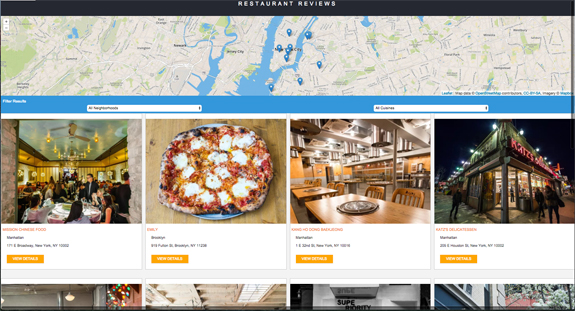 RESTAURANT REVIEWS
+
-
Newark
Jersey City
Leaflet | Map data © OpenStreetMap contributors, CC-BY-SA, Imagery © Mapbox
Filter Results
All Neighborhoods
All Cuisines
MISSION CHINESE FOOD
Manhattan
171 E Broadway, New York, NY 10002
VIEW DETAILS
EMILY
Brooklyn
919 Fulton St, Brooklyn, NY 11238
VIEW DETAILS
KANG HO DONG BAEKJEONG
Manhattan
1 E 32nd St, New York, NY 10016
VIEW DETAILS
KATZ'S DELICATESSEN
Manhattan
205 E Houston St, New York, NY 10002
VIEW DETAILS
KATZ'S
SUPE
RIORITY